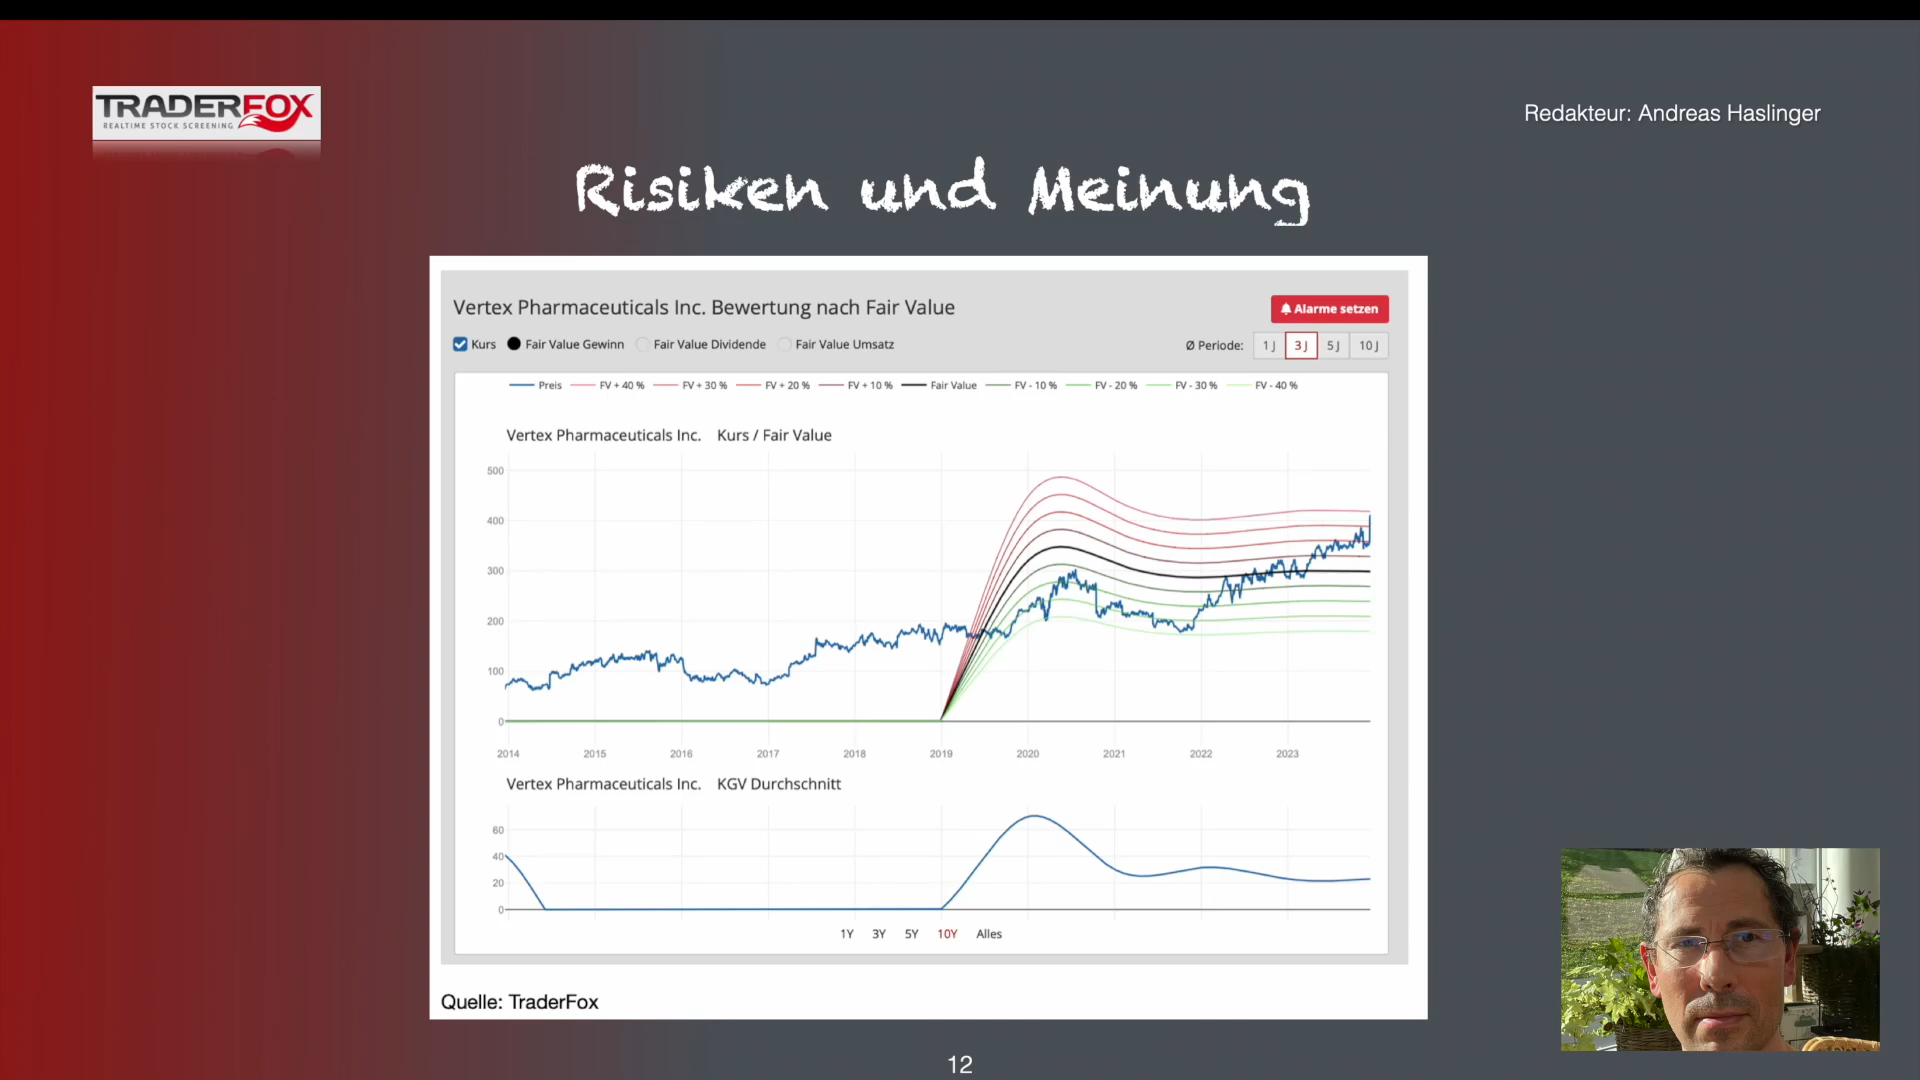 TRADERFOX
REALTIME STOCK SCREENING
Redakteur: Andreas Haslinger
Risiken und Meinung
Vertex Pharmaceuticals Inc. Bewertung nach Fair Value
Alarme setzen
Kurs Fair Value Gewinn Fair Value Dividende Fair Value Umsatz
Ø Periode: 1 J 3 J 5 J 10 J
Preis FV + 40 % FV + 30 % FV + 20 % FV + 10 % Fair Value FV - 10 % FV - 20 % FV - 30 % FV - 40 %
Vertex Pharmaceuticals Inc. Kurs / Fair Value
500
400
300
200
100
0
2014 2015 2016 2017 2018 2019 2020 2021 2022 2023
Vertex Pharmaceuticals Inc. KGV Durchschnitt
60
40
20
0
1Y 3Y 5Y 10Y Alles
Quelle: TraderFox
12